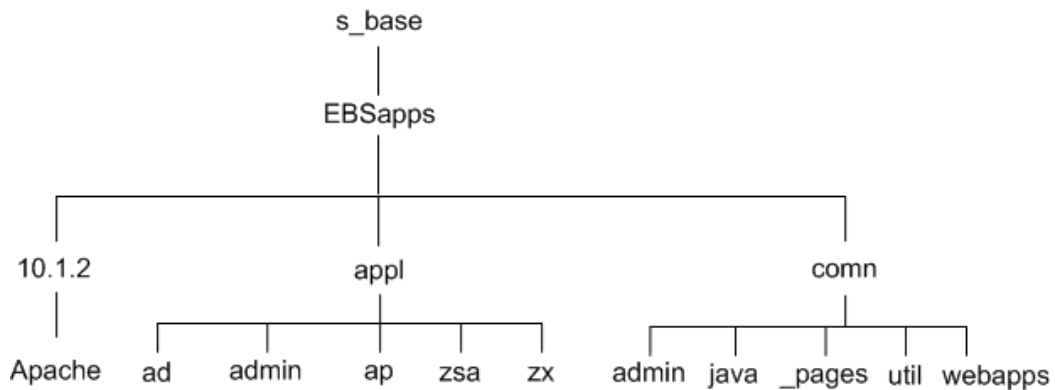 s_base
EBSapps
10.1.2 appl comn
Apache ad admin ap zsa zx admin java _pages util webapps